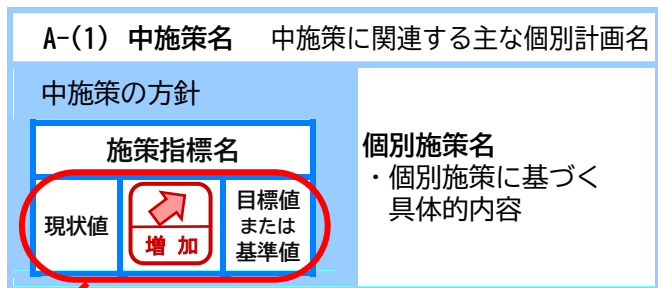 A-(1) 中施策名 中施策に関連する主な個別計画名
中施策の方針
施策指標名
現状値
増加
目標値
または
基準値
個別施策名
・個別施策に基づく
具体的内容